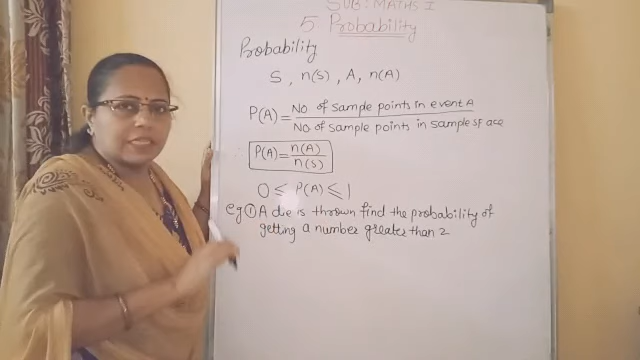 SUB: MATHS I
5 Probability
Probability
S, n(S), A, n(A)
P(A) = No of sample points in event A / No of sample points in sample space
P(A) = n(A) / n(S)
0 ≤ P(A) ≤ 1
eg ① A die is thrown find the probability of
getting a number greater than 2